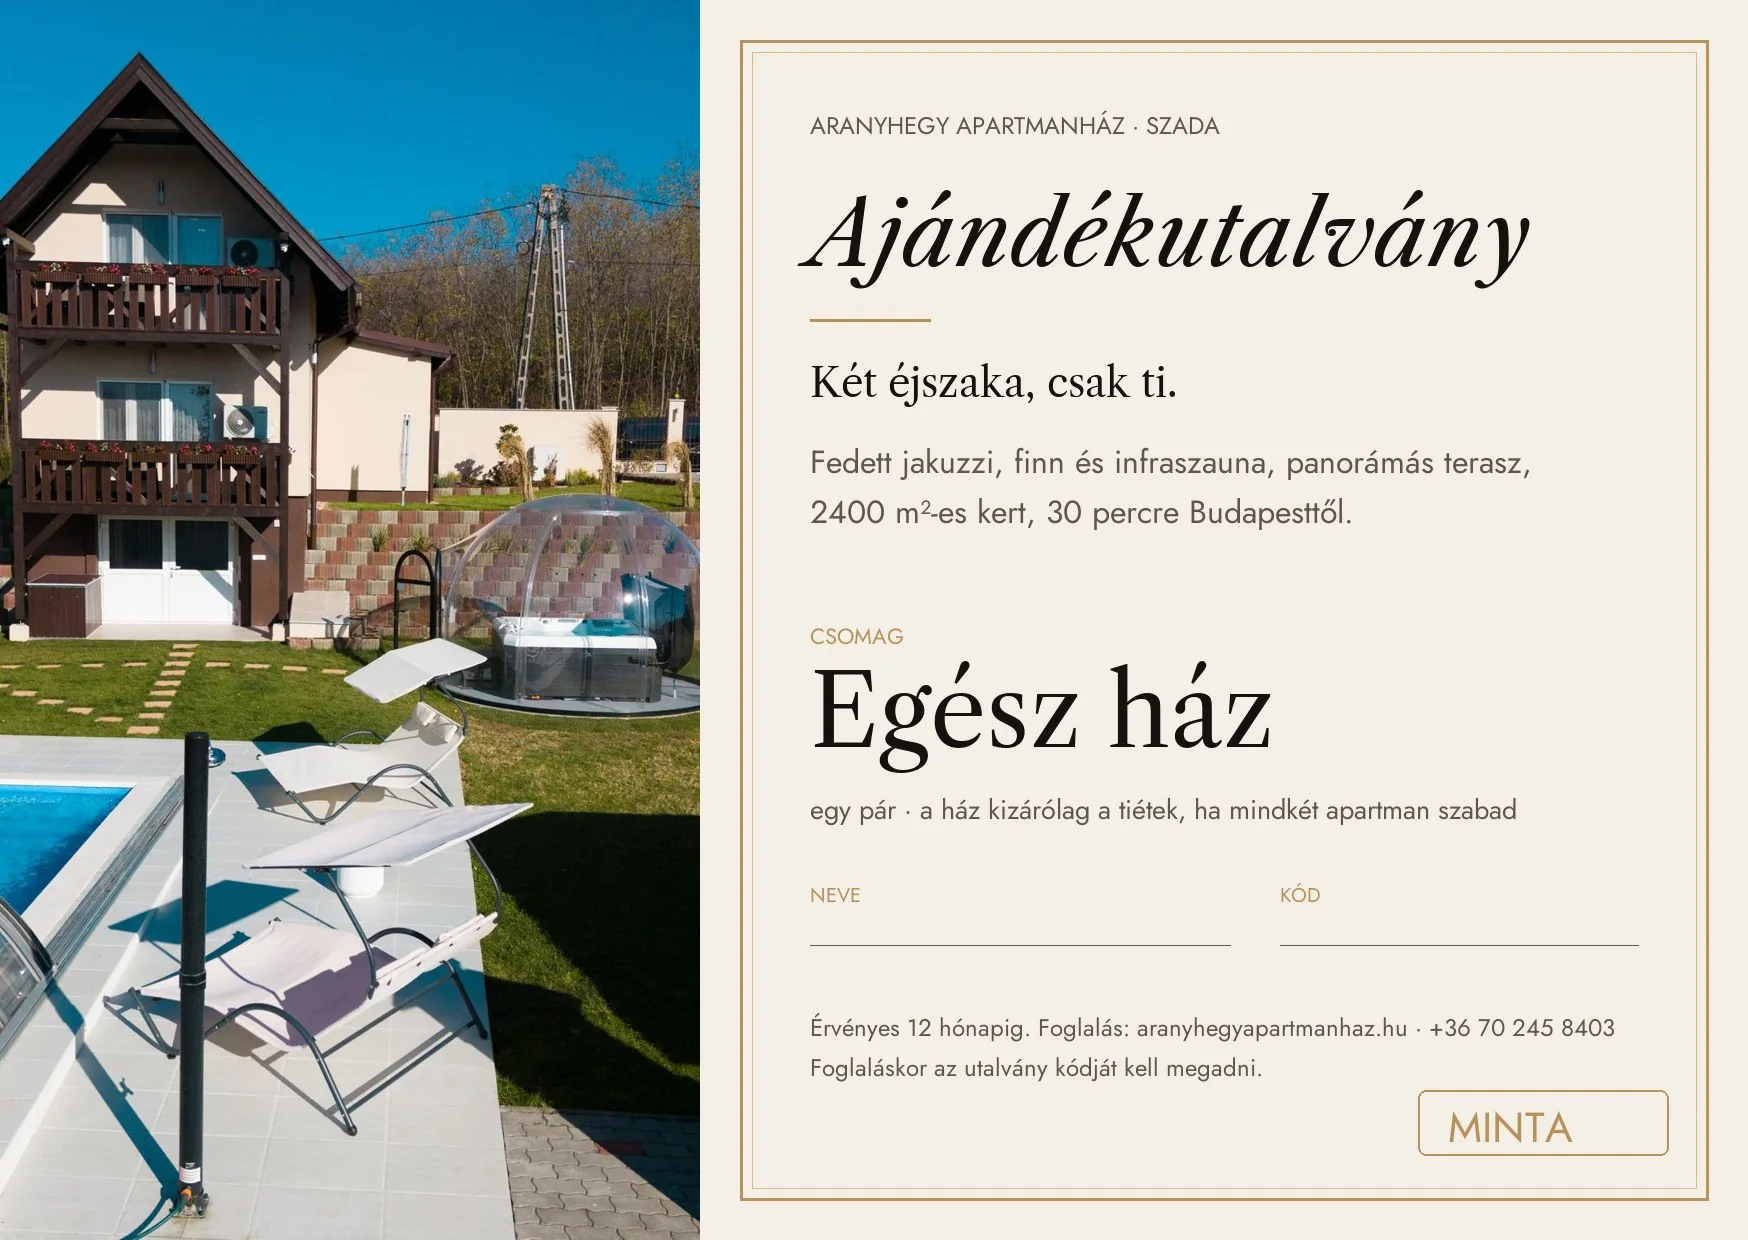 ARANYHEGY APARTMANHÁZ · SZADA
Ajándékutalvány
Két éjszaka, csak ti.
Fedett jakuzzi, finn és infraszauna, panorámás terasz,
2400 m²-es kert, 30 percre Budapesttől.
CSOMAG
Egész ház
egy pár · a ház kizárólag a tiétek, ha mindkét apartman szabad
NEVE
KÓD
Érvényes 12 hónapig. Foglalás: aranyhegyapartmanhaz.hu · +36 70 245 8403
Foglaláskor az utalvány kódját kell megadni.
MINTA